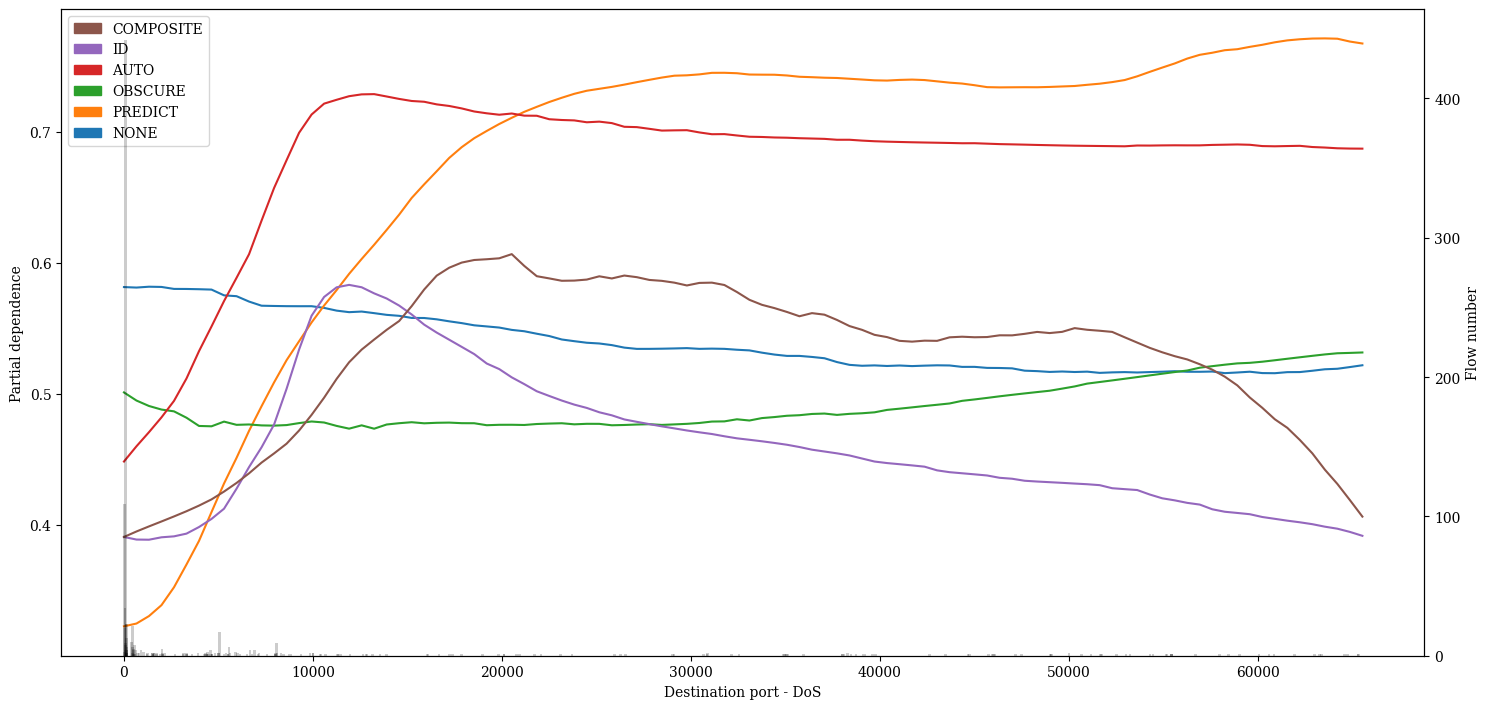 COMPOSITE
ID
AUTO
OBSCURE
PREDICT
NONE
0.7
0.6
0.5
0.4
Partial dependence
400
300
200
100
0
Flow number
0
10000
20000
30000
40000
50000
60000
Destination port - DoS